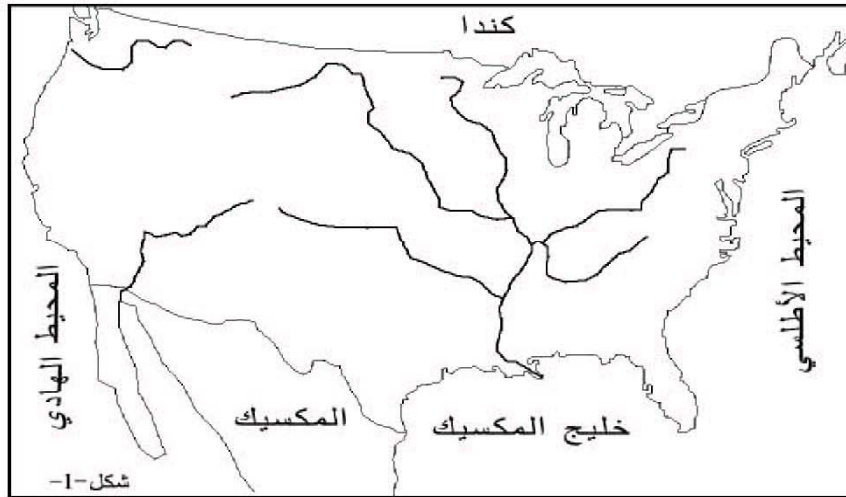 كندا
المحيط الأطلسي
المحيط الهادي
المكسيك
خليج المكسيك
شكل-1-